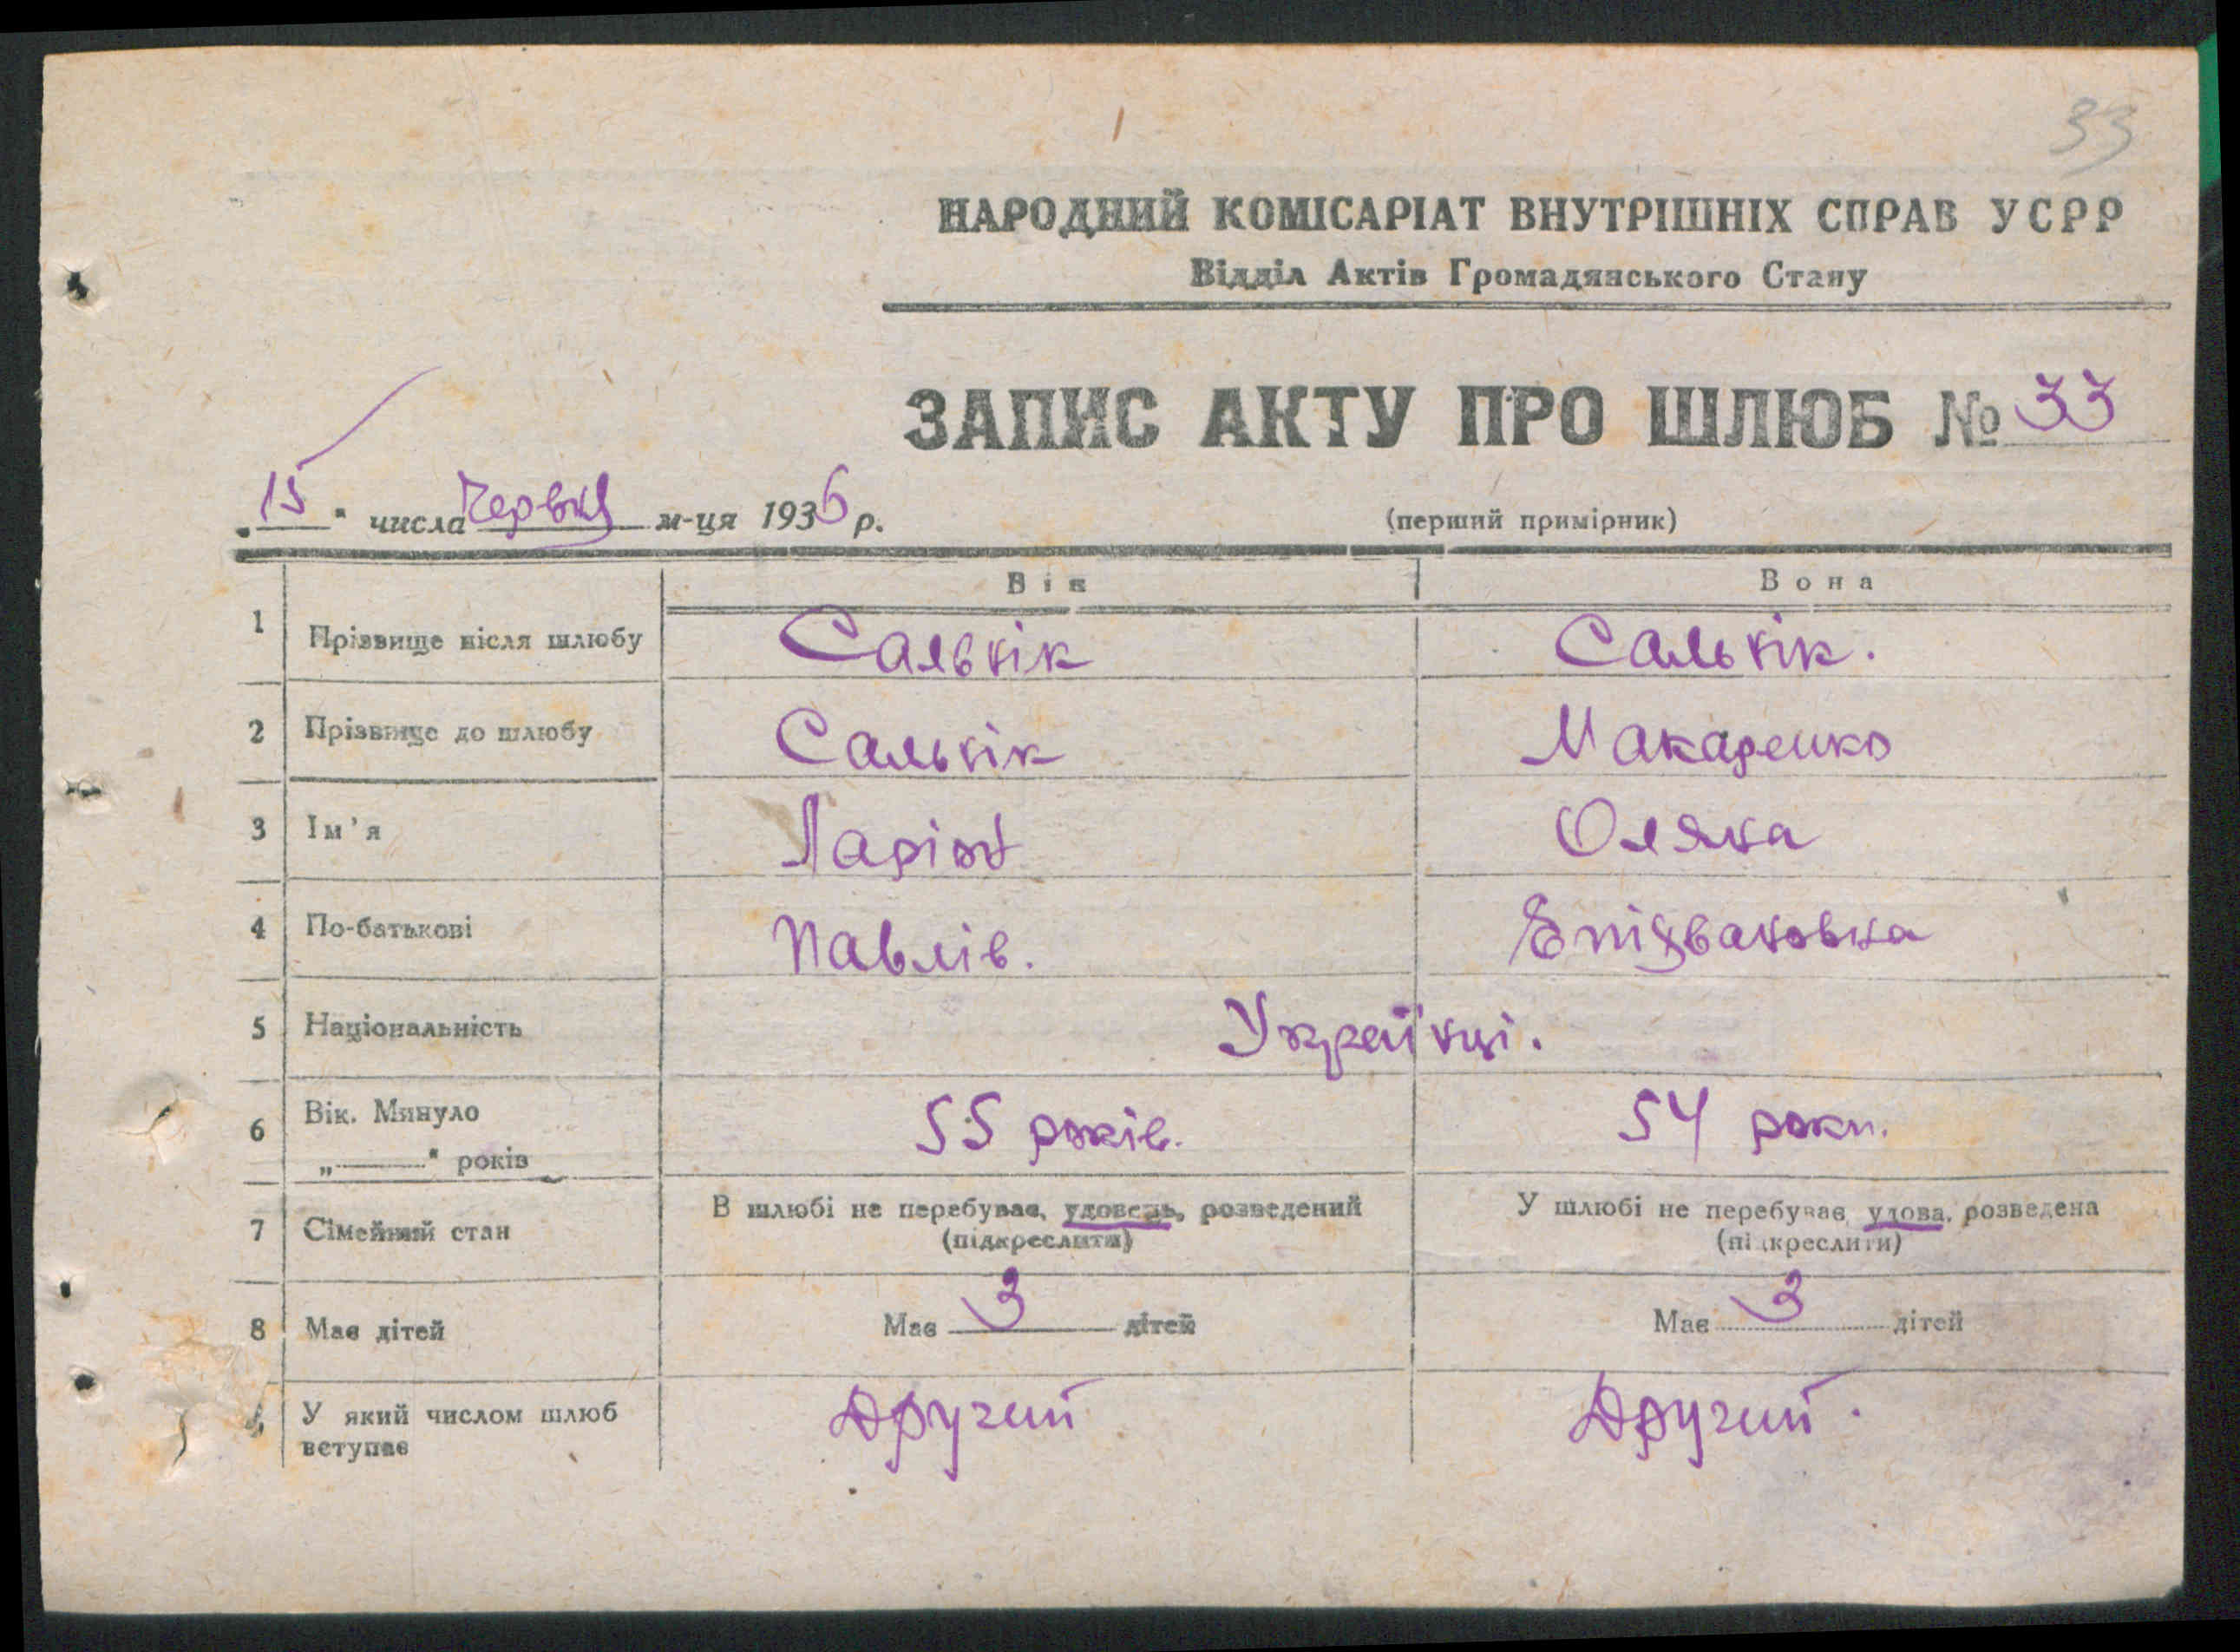 33
НАРОДНИЙ КОМІСАРІАТ ВНУТРІШНІХ СПРАВ УСРР
Відділ Актів Громадянського Стану
ЗАПИС АКТУ ПРО ШЛЮБ № 33
„15" числа Червня м-ця 1936 р.
(перший примірник)
Він Вона
1 Прізвище після шлюбу Сальнік Сальнік.
2 Прізвище до шлюбу Сальнік Макаренко
3 Ім'я Ларіон Оляна
4 По-батькові Павлів.
5 Національність Українці.
6 Вік. Минуло „——" років 55 років. 54 роки.
7 Сімейний стан В шлюбі не перебуває, удовець, розведений (підкреслити) У шлюбі не перебуває, удова, розведена (підкреслити)
8 Має дітей Має 3 дітей Має 3 дітей
У який числом шлюб вступає Другий Другий.